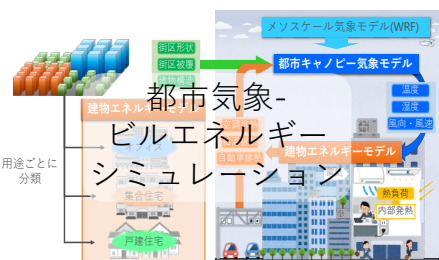 メソスケール気象モデル(WRF)
街区形状
街区被覆
建物構造
都市キャノピー気象モデル
温度
湿度
風向・風速
建物エネルギーモデル
都市気象-
ビルエネルギー
シミュレーション
用途ごとに
分類
自動車排熱
建物エネルギーモデル
集合住宅
熱負荷
内部発熱
戸建住宅